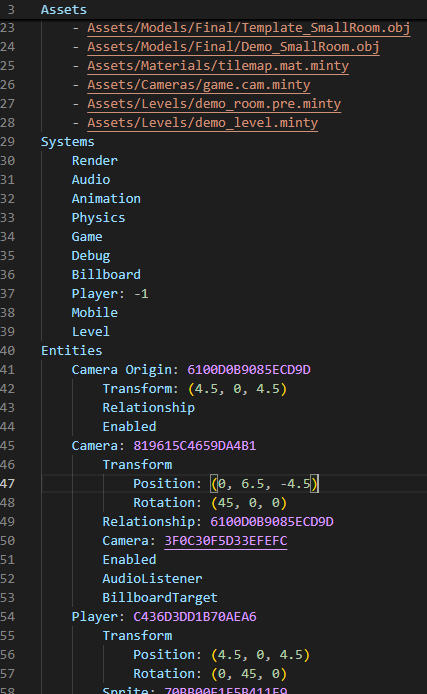 3 Assets
23 - Assets/Models/Final/Template_SmallRoom.obj
24 - Assets/Models/Final/Demo_SmallRoom.obj
25 - Assets/Materials/tilemap.mat.minty
26 - Assets/Cameras/game.cam.minty
27 - Assets/Levels/demo_room.pre.minty
28 - Assets/Levels/demo_level.minty
29 Systems
30 Render
31 Audio
32 Animation
33 Physics
34 Game
35 Debug
36 Billboard
37 Player: -1
38 Mobile
39 Level
40 Entities
41 Camera Origin: 6100D0B9085ECD9D
42 Transform: (4.5, 0, 4.5)
43 Relationship
44 Enabled
45 Camera: 819615C4659DA4B1
46 Transform
47 Position: (0, 6.5, -4.5)
48 Rotation: (45, 0, 0)
49 Relationship: 6100D0B9085ECD9D
50 Camera: 3F0C30F5D33EFEFC
51 Enabled
52 AudioListener
53 BillboardTarget
54 Player: C436D3DD1B70AEA6
55 Transform
56 Position: (4.5, 0, 4.5)
57 Rotation: (0, 45, 0)
58 Sprite: 70BB00E1F5B411F9